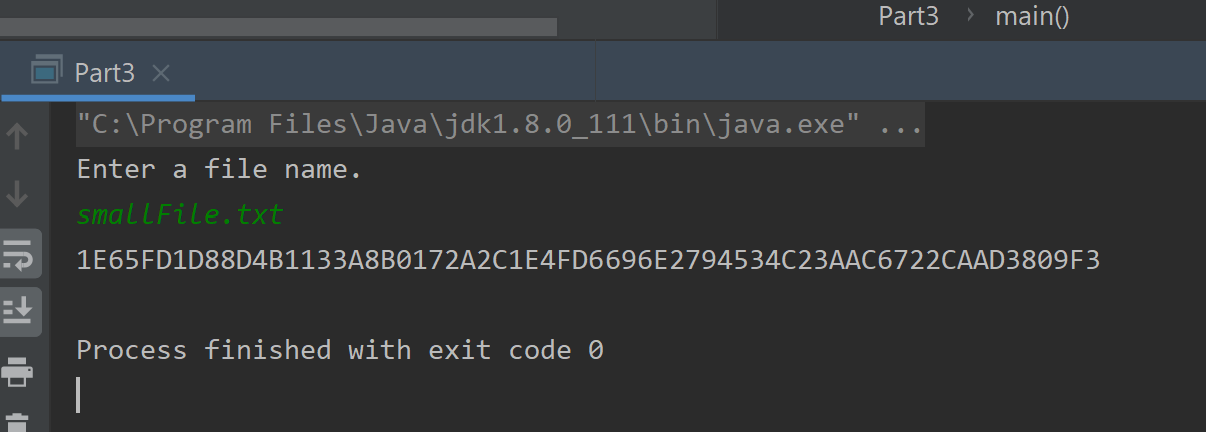 Part3 › main()
Part3 ×
"C:\Program Files\Java\jdk1.8.0_111\bin\java.exe" ...
Enter a file name.
smallFile.txt
1E65FD1D88D4B1133A8B0172A2C1E4FD6696E2794534C23AAC6722CAAD3809F3
Process finished with exit code 0